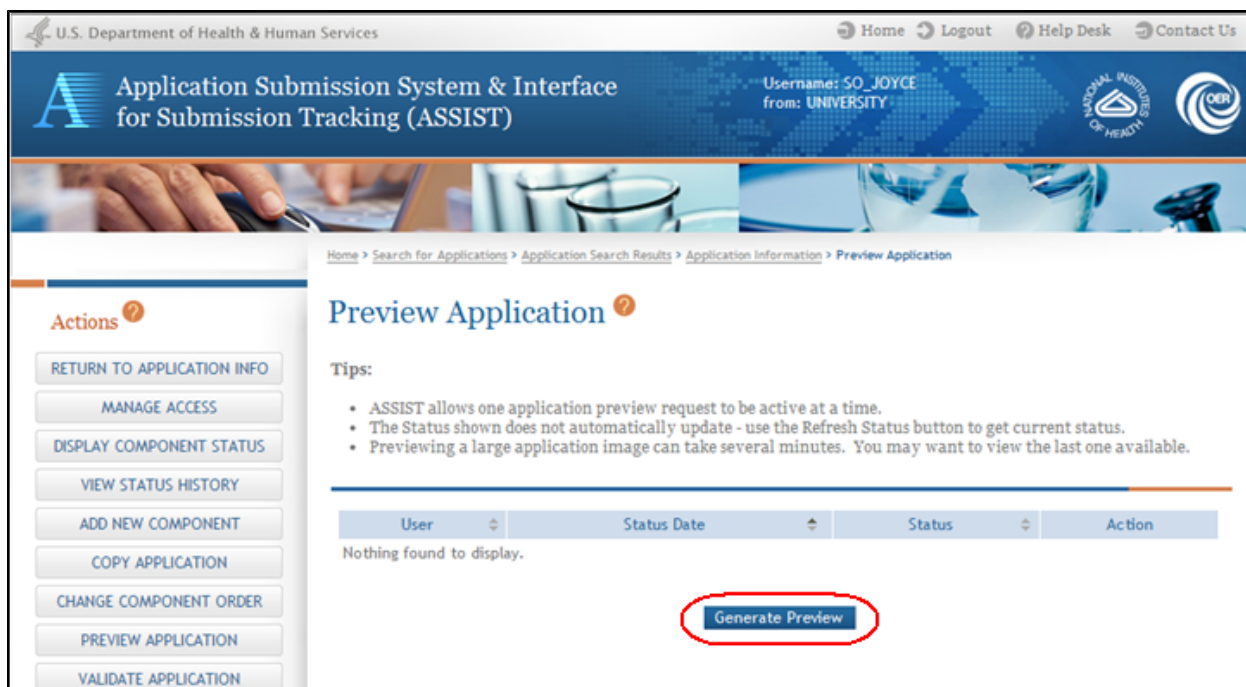 U.S. Department of Health & Human Services
Home Logout Help Desk Contact Us
A Application Submission System & Interface
for Submission Tracking (ASSIST)
Username: SO_JOYCE
from: UNIVERSITY
NATIONAL INSTITUTES OF HEALTH
OER
Home > Search for Applications > Application Search Results > Application Information > Preview Application
Actions ?
RETURN TO APPLICATION INFO
MANAGE ACCESS
DISPLAY COMPONENT STATUS
VIEW STATUS HISTORY
ADD NEW COMPONENT
COPY APPLICATION
CHANGE COMPONENT ORDER
PREVIEW APPLICATION
VALIDATE APPLICATION
Preview Application ?
Tips:
• ASSIST allows one application preview request to be active at a time.
• The Status shown does not automatically update - use the Refresh Status button to get current status.
• Previewing a large application image can take several minutes. You may want to view the last one available.
User Status Date Status Action
Nothing found to display.
Generate Preview